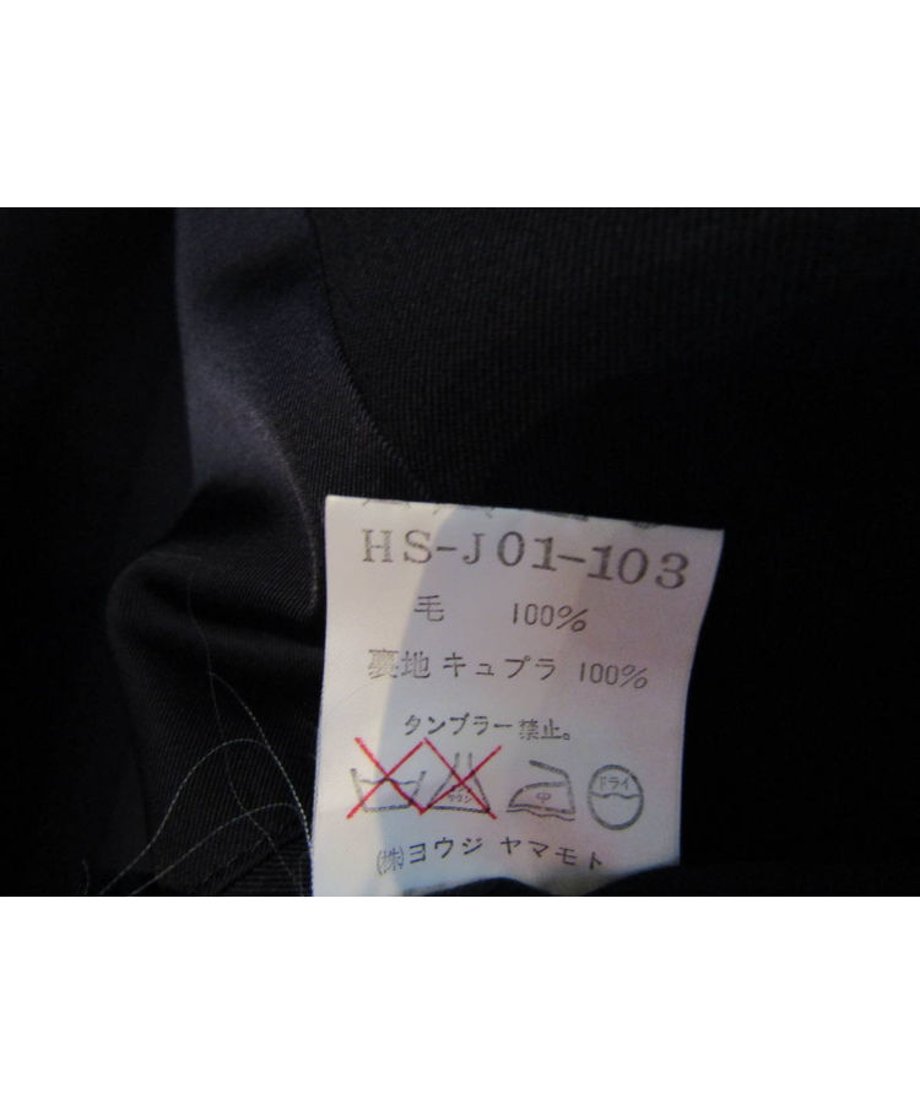 HS-J01-103
毛 100%
裏地 キュプラ 100%
タンブラー禁止。
中 ドライ
㈱ヨウジ ヤマモト